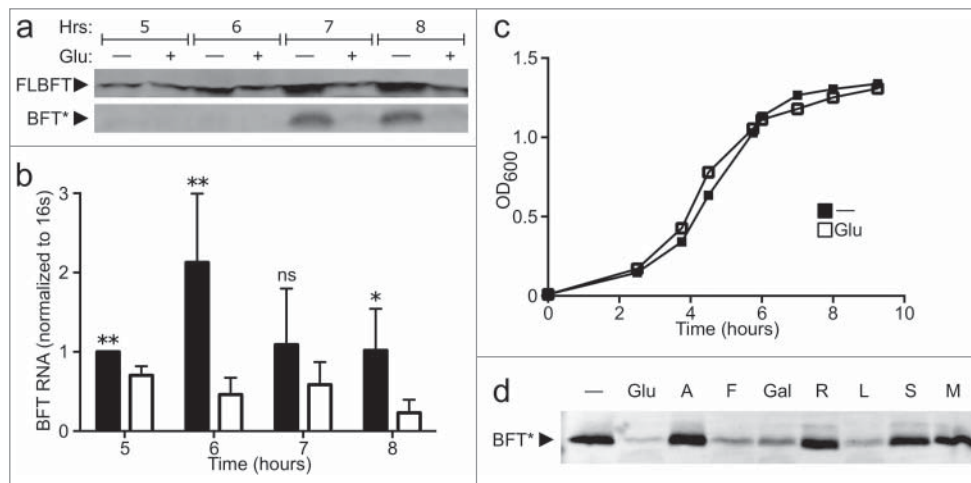 a
Hrs: 5 6 7 8
Glu: — + — + — + — +
FLBFT
BFT*
b
BFT RNA (normalized to 16s)
3
2
1
0
** ** ns *
5 6 7 8
Time (hours)
c
OD600
1.5
1.0
0.5
0
0 2 4 6 8 10
Time (hours)
—
Glu
d
— Glu A F Gal R L S M
BFT*